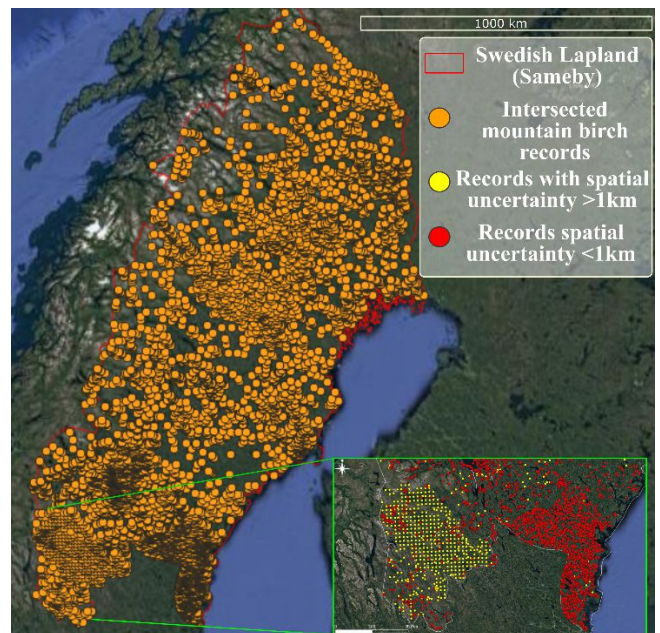 1000 km
Swedish Lapland
(Sameby)
Intersected
mountain birch
records
Records with spatial
uncertainty >1km
Records spatial
uncertainty <1km